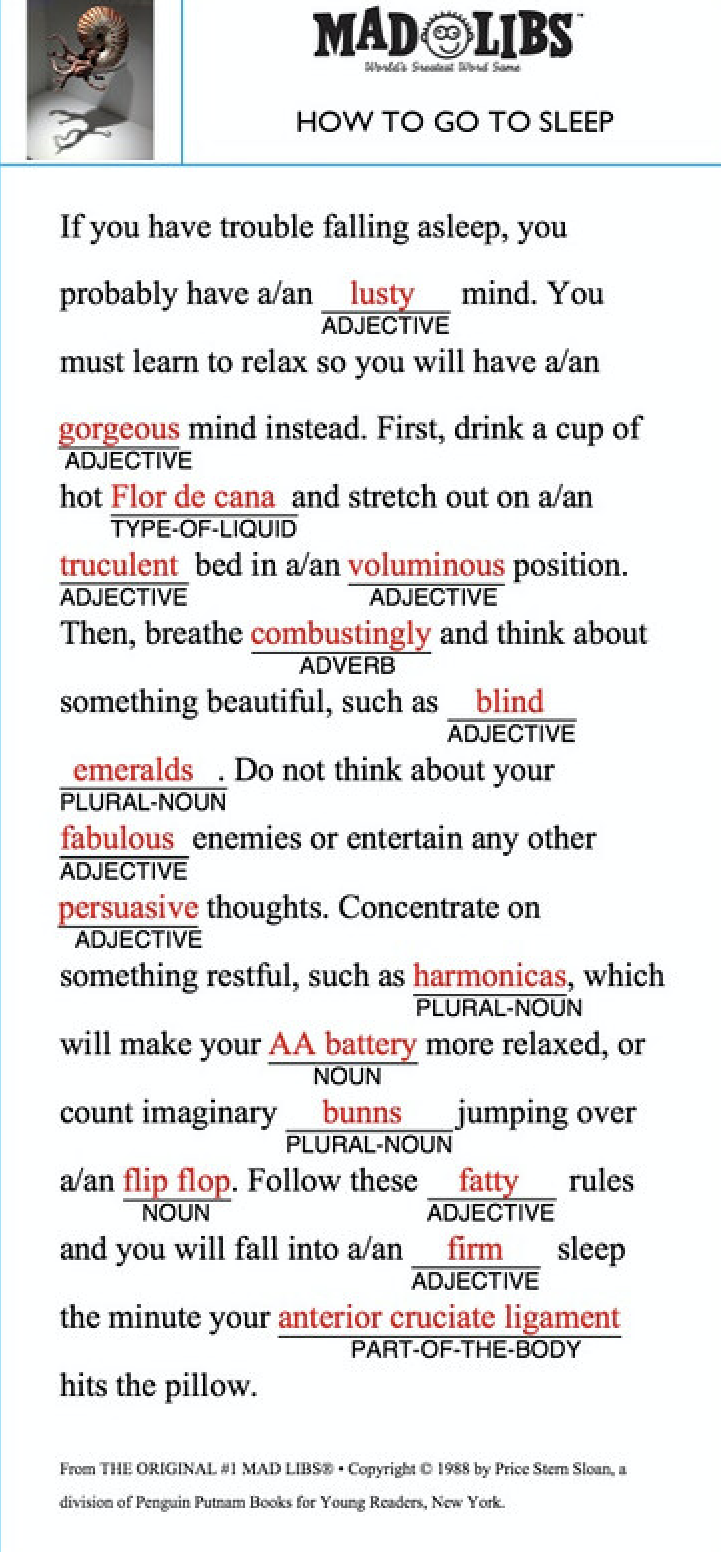 MAD LIBS™
World's Greatest Word Game
HOW TO GO TO SLEEP
If you have trouble falling asleep, you
probably have a/an lusty mind. You
ADJECTIVE
must learn to relax so you will have a/an
gorgeous mind instead. First, drink a cup of
ADJECTIVE
hot Flor de cana and stretch out on a/an
TYPE-OF-LIQUID
truculent bed in a/an voluminous position.
ADJECTIVE ADJECTIVE
Then, breathe combustingly and think about
ADVERB
something beautiful, such as blind
ADJECTIVE
emeralds . Do not think about your
PLURAL-NOUN
fabulous enemies or entertain any other
ADJECTIVE
persuasive thoughts. Concentrate on
ADJECTIVE
something restful, such as harmonicas, which
PLURAL-NOUN
will make your AA battery more relaxed, or
NOUN
count imaginary bunns jumping over
PLURAL-NOUN
a/an flip flop. Follow these fatty rules
NOUN ADJECTIVE
and you will fall into a/an firm sleep
ADJECTIVE
the minute your anterior cruciate ligament
PART-OF-THE-BODY
hits the pillow.
From THE ORIGINAL #1 MAD LIBS® • Copyright © 1988 by Price Stern Sloan, a
division of Penguin Putnam Books for Young Readers, New York.